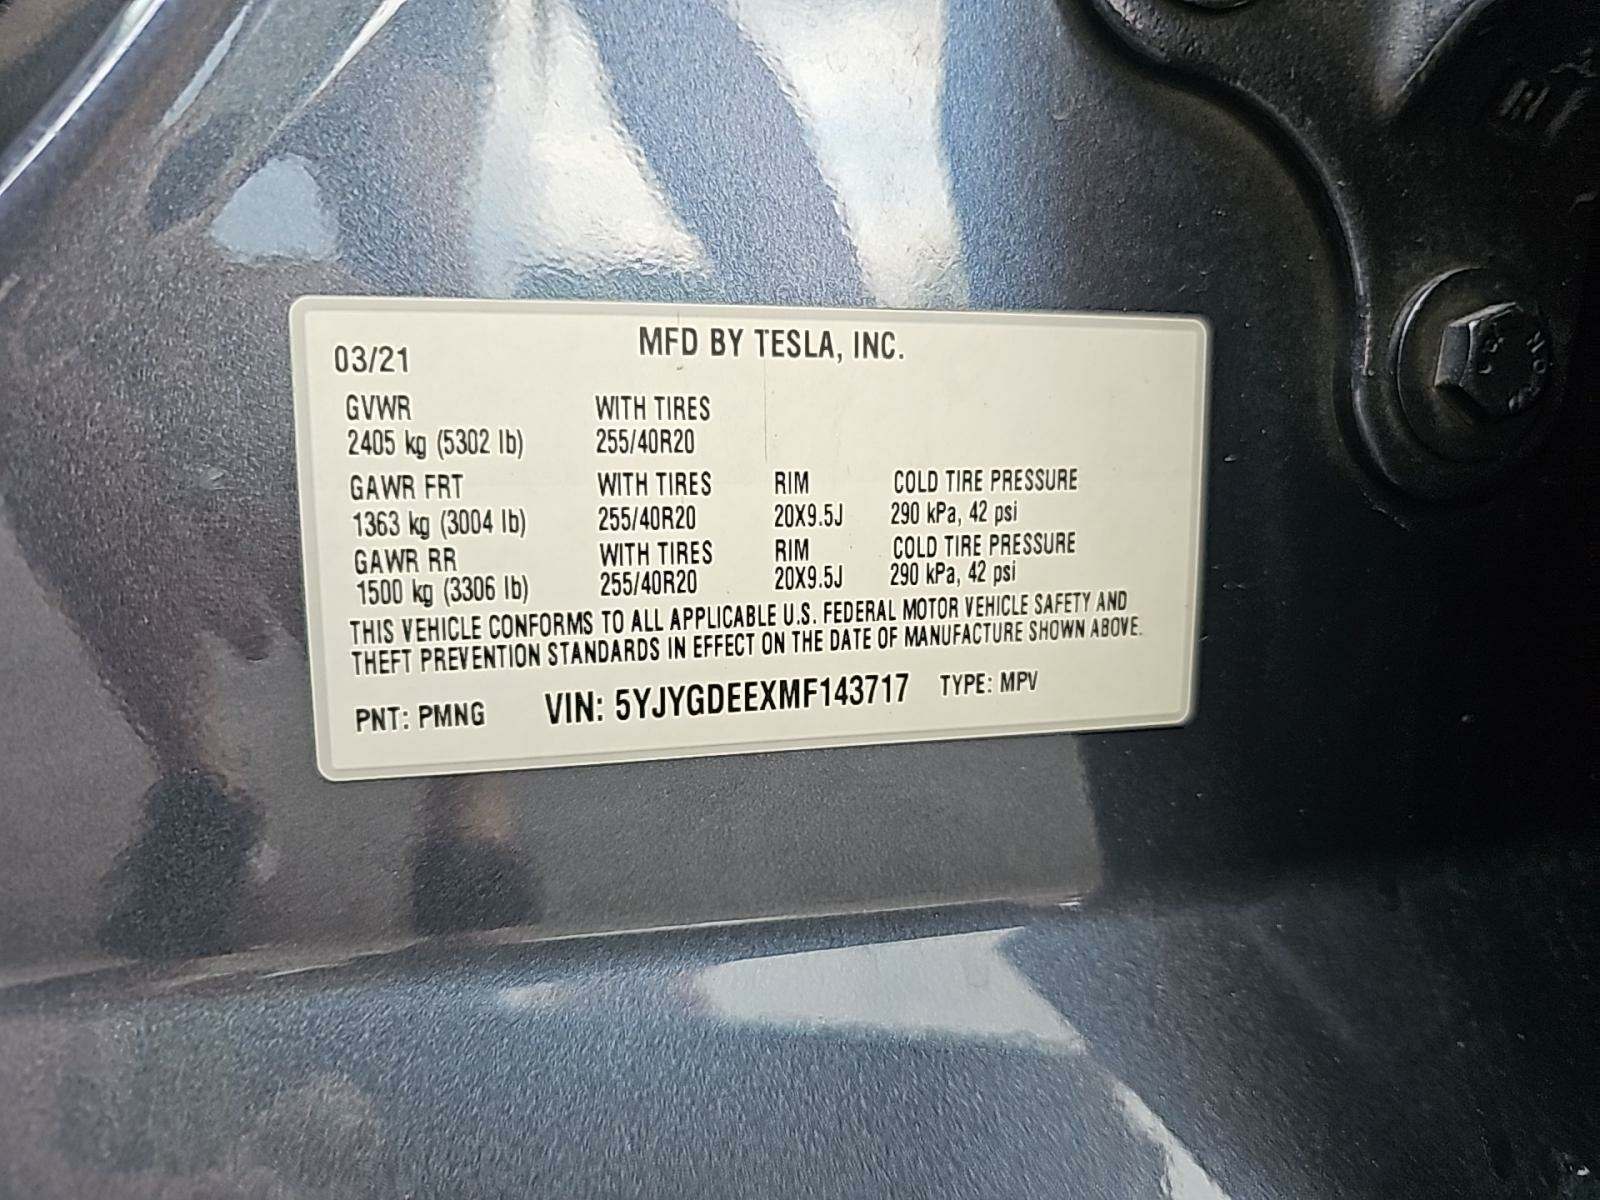 MFD BY TESLA, INC.
03/21
GVWR WITH TIRES
2405 kg (5302 lb) 255/40R20
GAWR FRT WITH TIRES RIM COLD TIRE PRESSURE
1363 kg (3004 lb) 255/40R20 20X9.5J 290 kPa, 42 psi
GAWR RR WITH TIRES RIM COLD TIRE PRESSURE
1500 kg (3306 lb) 255/40R20 20X9.5J 290 kPa, 42 psi
THIS VEHICLE CONFORMS TO ALL APPLICABLE U.S. FEDERAL MOTOR VEHICLE SAFETY AND
THEFT PREVENTION STANDARDS IN EFFECT ON THE DATE OF MANUFACTURE SHOWN ABOVE.
PNT: PMNG VIN: 5YJYGDEEXMF143717 TYPE: MPV